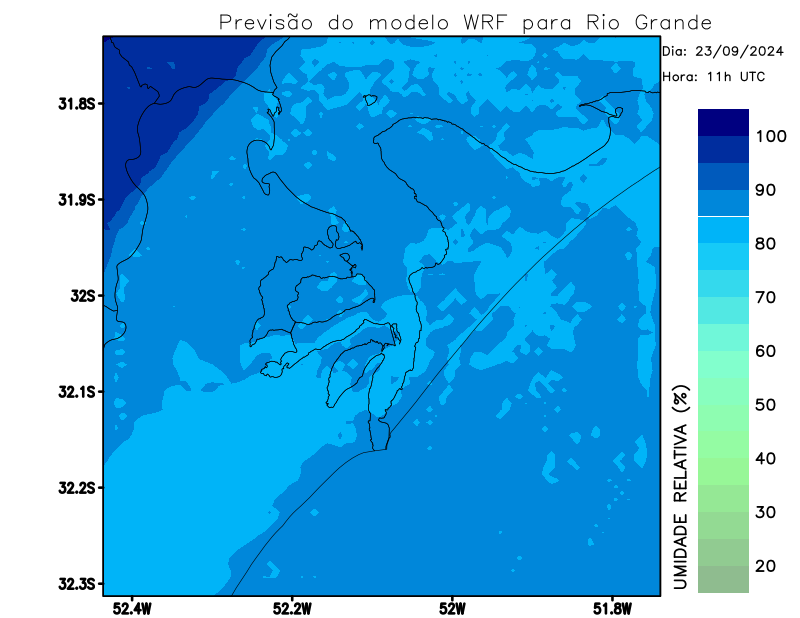 Previsão do modelo WRF para Rio Grande
Dia: 23/09/2024
Hora: 11h UTC
31.8S
31.9S
32S
32.1S
32.2S
32.3S
52.4W
52.2W
52W
51.8W
100
90
80
70
60
50
40
30
20
UMIDADE RELATIVA (%)